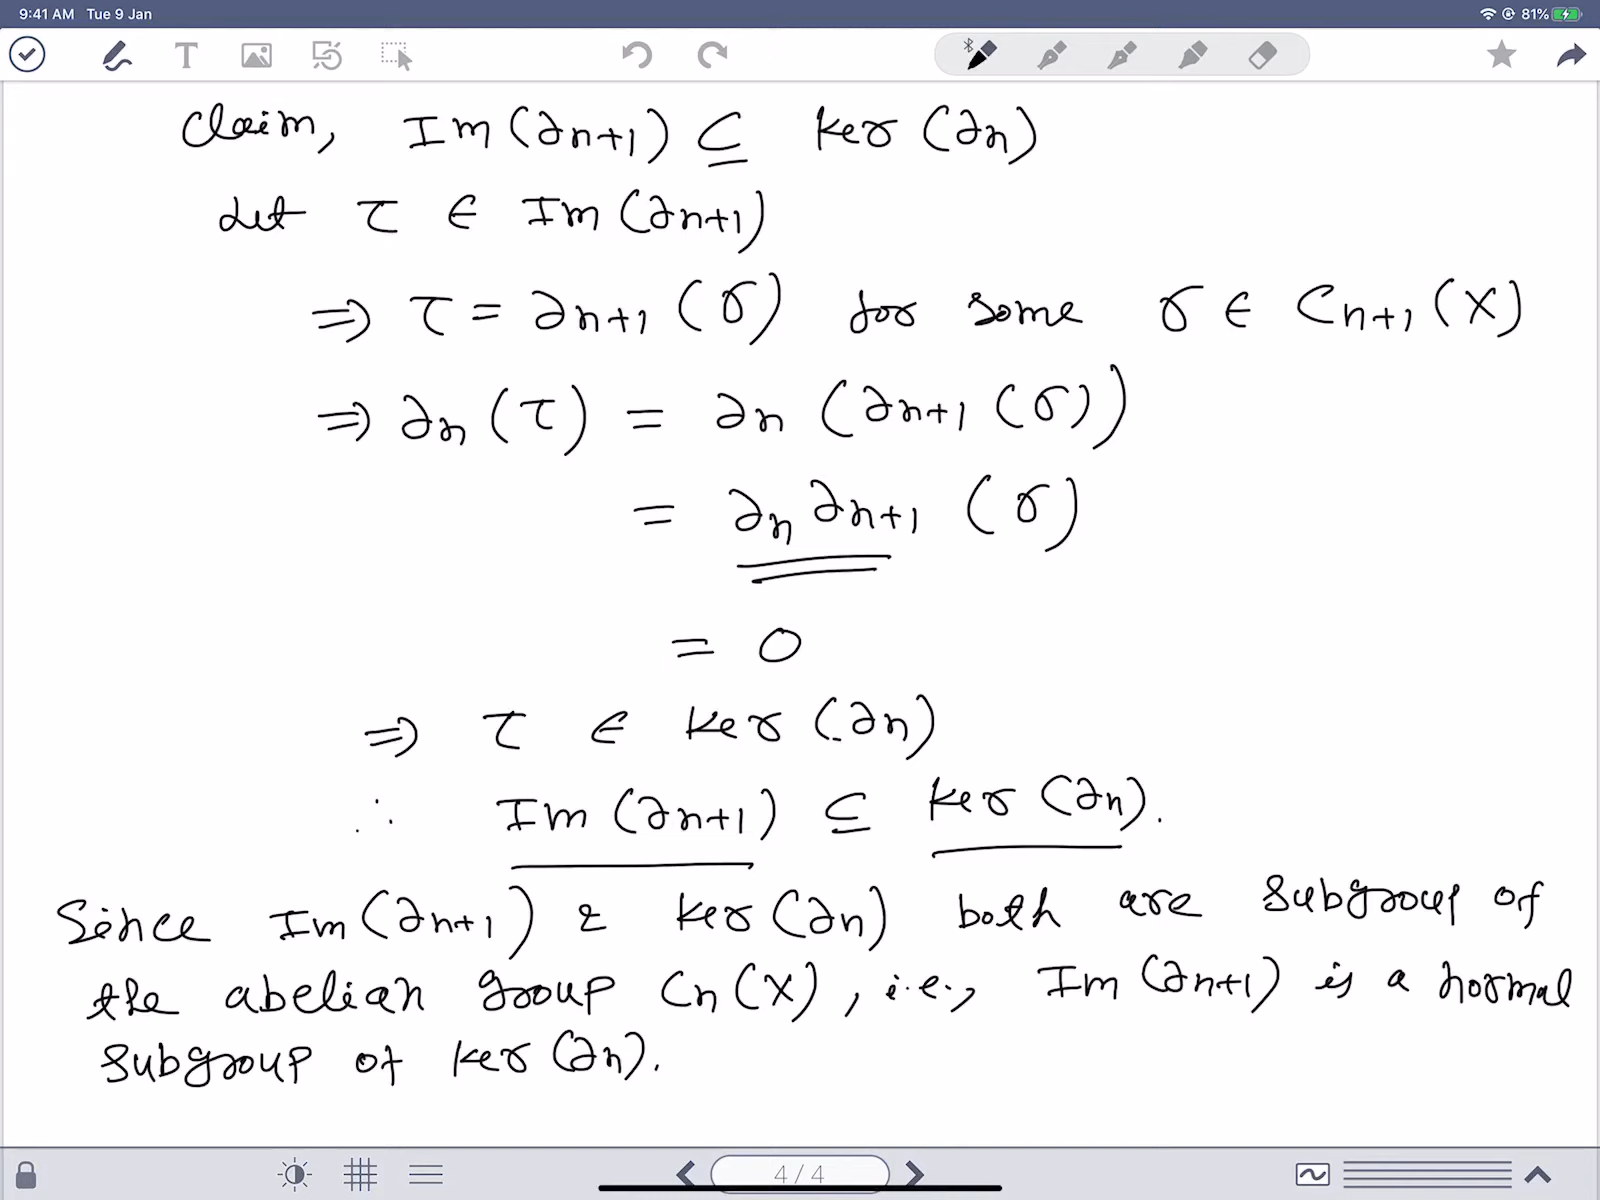 9:41 AM Tue 9 Jan 81%
Claim, Im(∂n+1) ⊆ ker(∂n)
Let τ ∈ Im(∂n+1)
⇒ τ = ∂n+1(σ) for some σ ∈ Cn+1(X)
⇒ ∂n(τ) = ∂n(∂n+1(σ))
= ∂n ∂n+1 (σ)
= 0
⇒ τ ∈ ker(∂n)
∴ Im(∂n+1) ⊆ ker(∂n).
Since Im(∂n+1) & ker(∂n) both are subgroup of
the abelian group Cn(X), i.e., Im(∂n+1) is a normal
subgroup of ker(∂n).
4/4